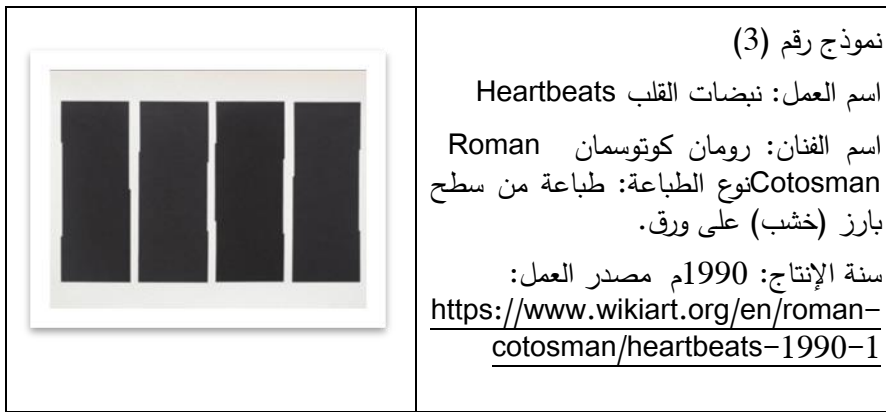 نموذج رقم (3)
اسم العمل: نبضات القلب Heartbeats
اسم الفنان: رومان كوتوسمان Roman
Cotosmanنوع الطباعة: طباعة من سطح
بارز (خشب) على ورق.
سنة الإنتاج: 1990م مصدر العمل:
https://www.wikiart.org/en/roman-
cotosman/heartbeats-1990-1